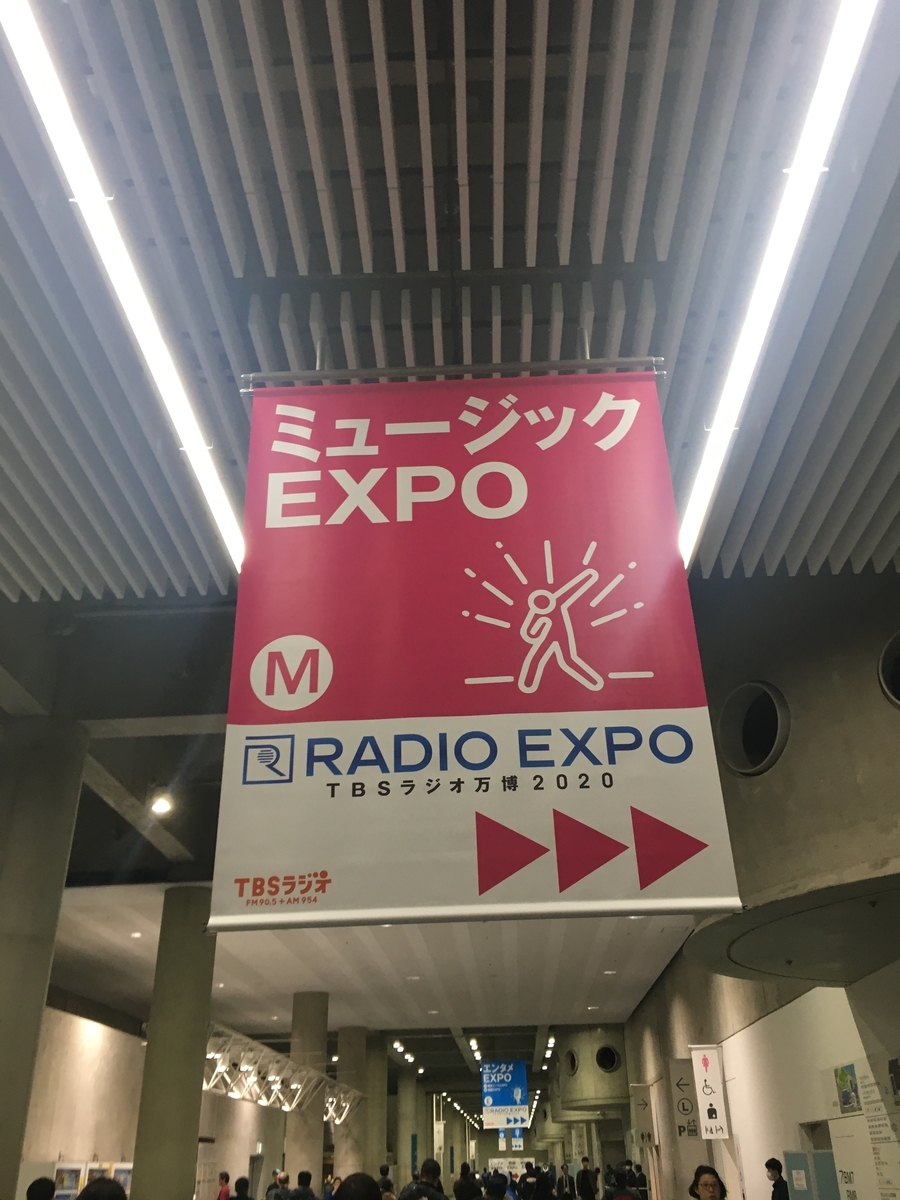 ミュージック
EXPO
M
RADIO EXPO
TBSラジオ万博2020
TBSラジオ
FM90.5+AM954
エンタメ
EXPO
RADIO EXPO
L
P